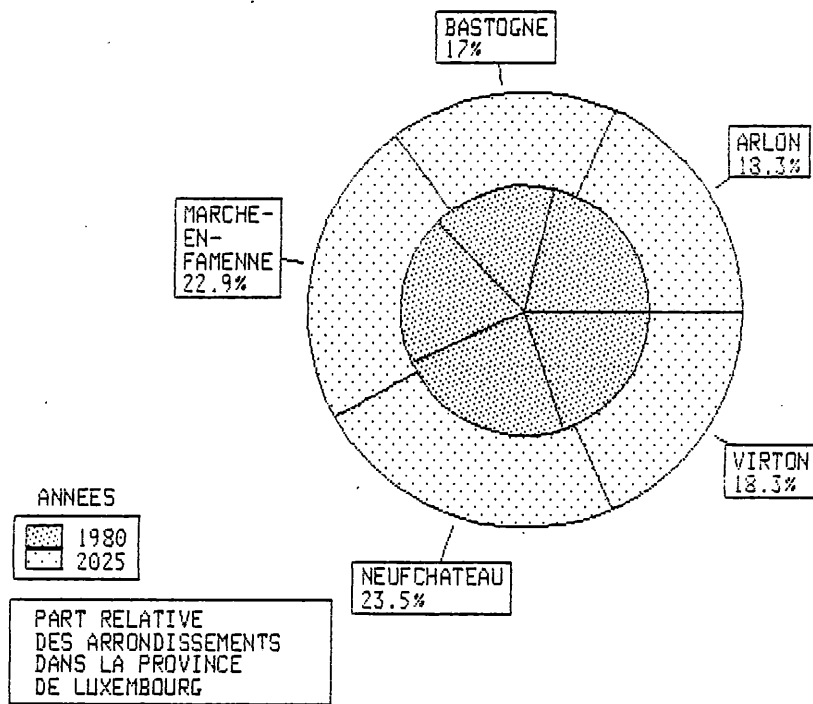 BASTOGNE
17%
ARLON
18.3%
MARCHE-
EN-
FAMENNE
22.9%
VIRTON
18.3%
NEUFCHATEAU
23.5%
ANNEES
1980
2025
PART RELATIVE
DES ARRONDISSEMENTS
DANS LA PROVINCE
DE LUXEMBOURG